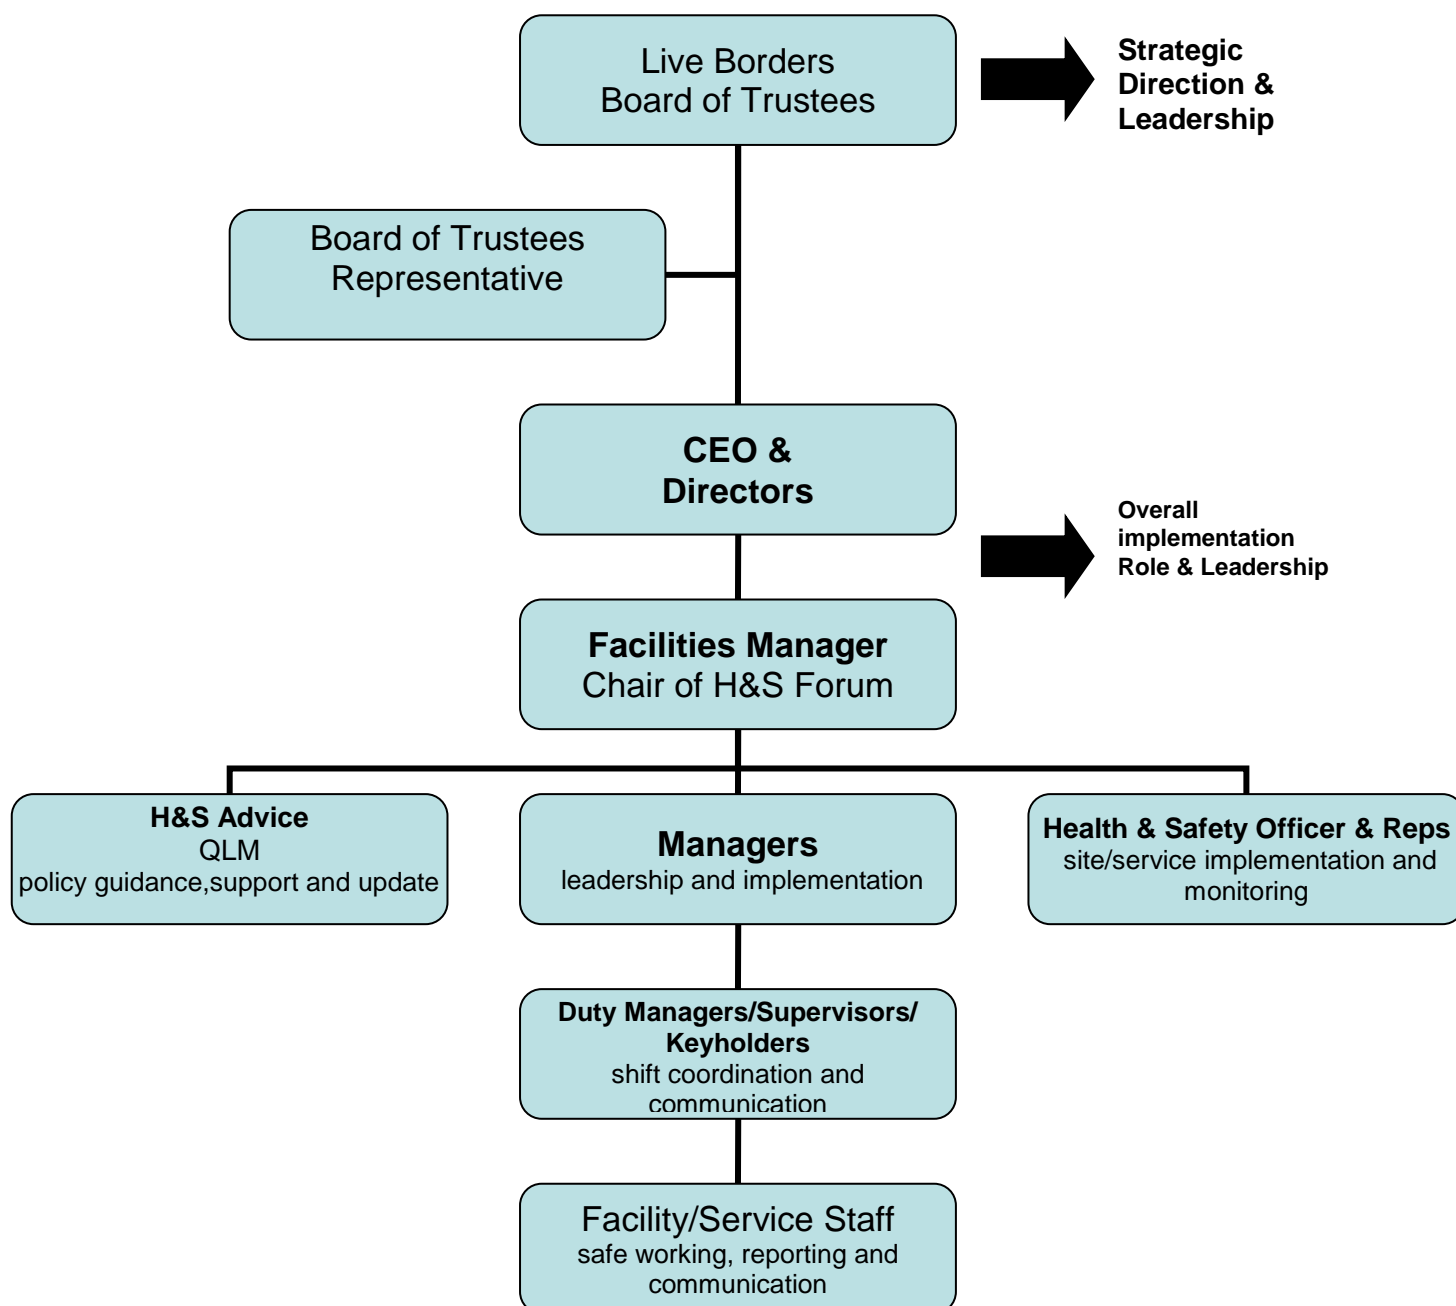 Live Borders
Board of Trustees
Strategic
Direction &
Leadership
Board of Trustees
Representative
CEO &
Directors
Overall
implementation
Role & Leadership
Facilities Manager
Chair of H&S Forum
H&S Advice
QLM
policy guidance,support and update
Managers
leadership and implementation
Health & Safety Officer & Reps
site/service implementation and
monitoring
Duty Managers/Supervisors/
Keyholders
shift coordination and
communication
Facility/Service Staff
safe working, reporting and
communication